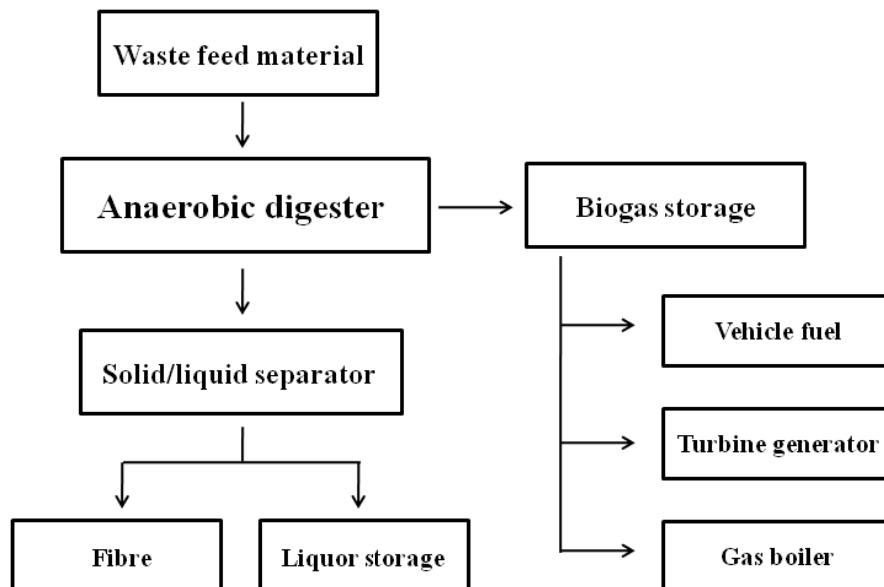 Waste feed material
Anaerobic digester
Biogas storage
Solid/liquid separator
Vehicle fuel
Turbine generator
Fibre
Liquor storage
Gas boiler